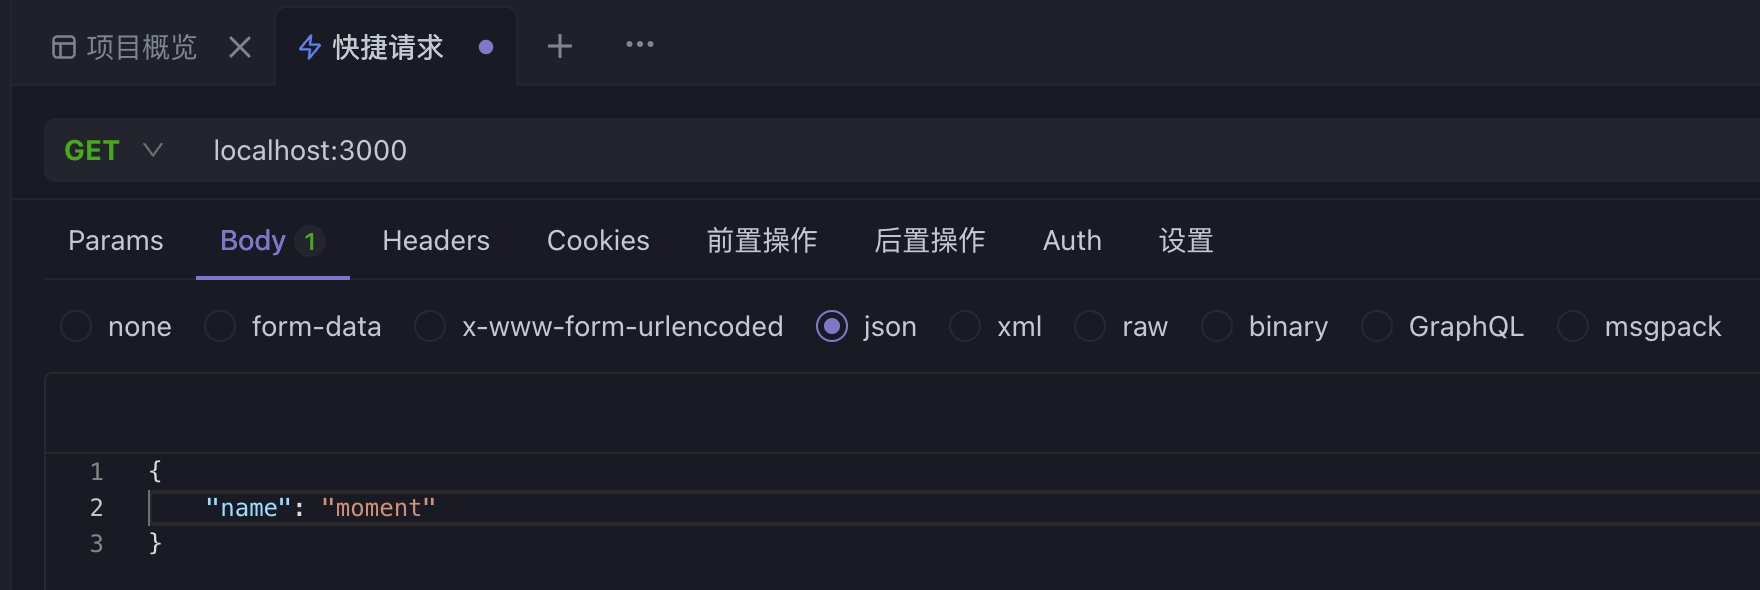 项目概览 快捷请求
GET localhost:3000
Params Body 1 Headers Cookies 前置操作 后置操作 Auth 设置
none form-data x-www-form-urlencoded json xml raw binary GraphQL msgpack
1 {
2 "name": "moment"
3 }